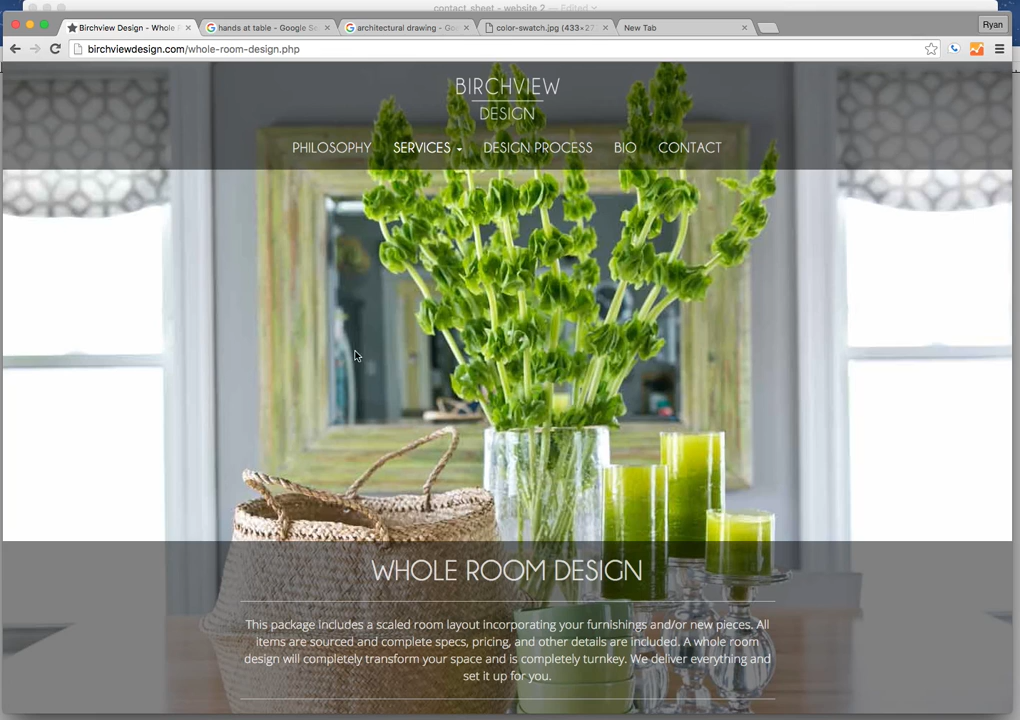 contact_sheet - website 2 — Edited
Birchview Design - Whole
hands at table - Google Se
architectural drawing - Goo
color-swatch.jpg (433×27
New Tab
Ryan
birchviewdesign.com/whole-room-design.php
BIRCHVIEW
DESIGN
PHILOSOPHY SERVICES DESIGN PROCESS BIO CONTACT
WHOLE ROOM DESIGN
This package includes a scaled room layout incorporating your furnishings and/or new pieces. All
items are sourced and complete specs, pricing, and other details are included. A whole room
design will completely transform your space and is completely turnkey. We deliver everything and
set it up for you.